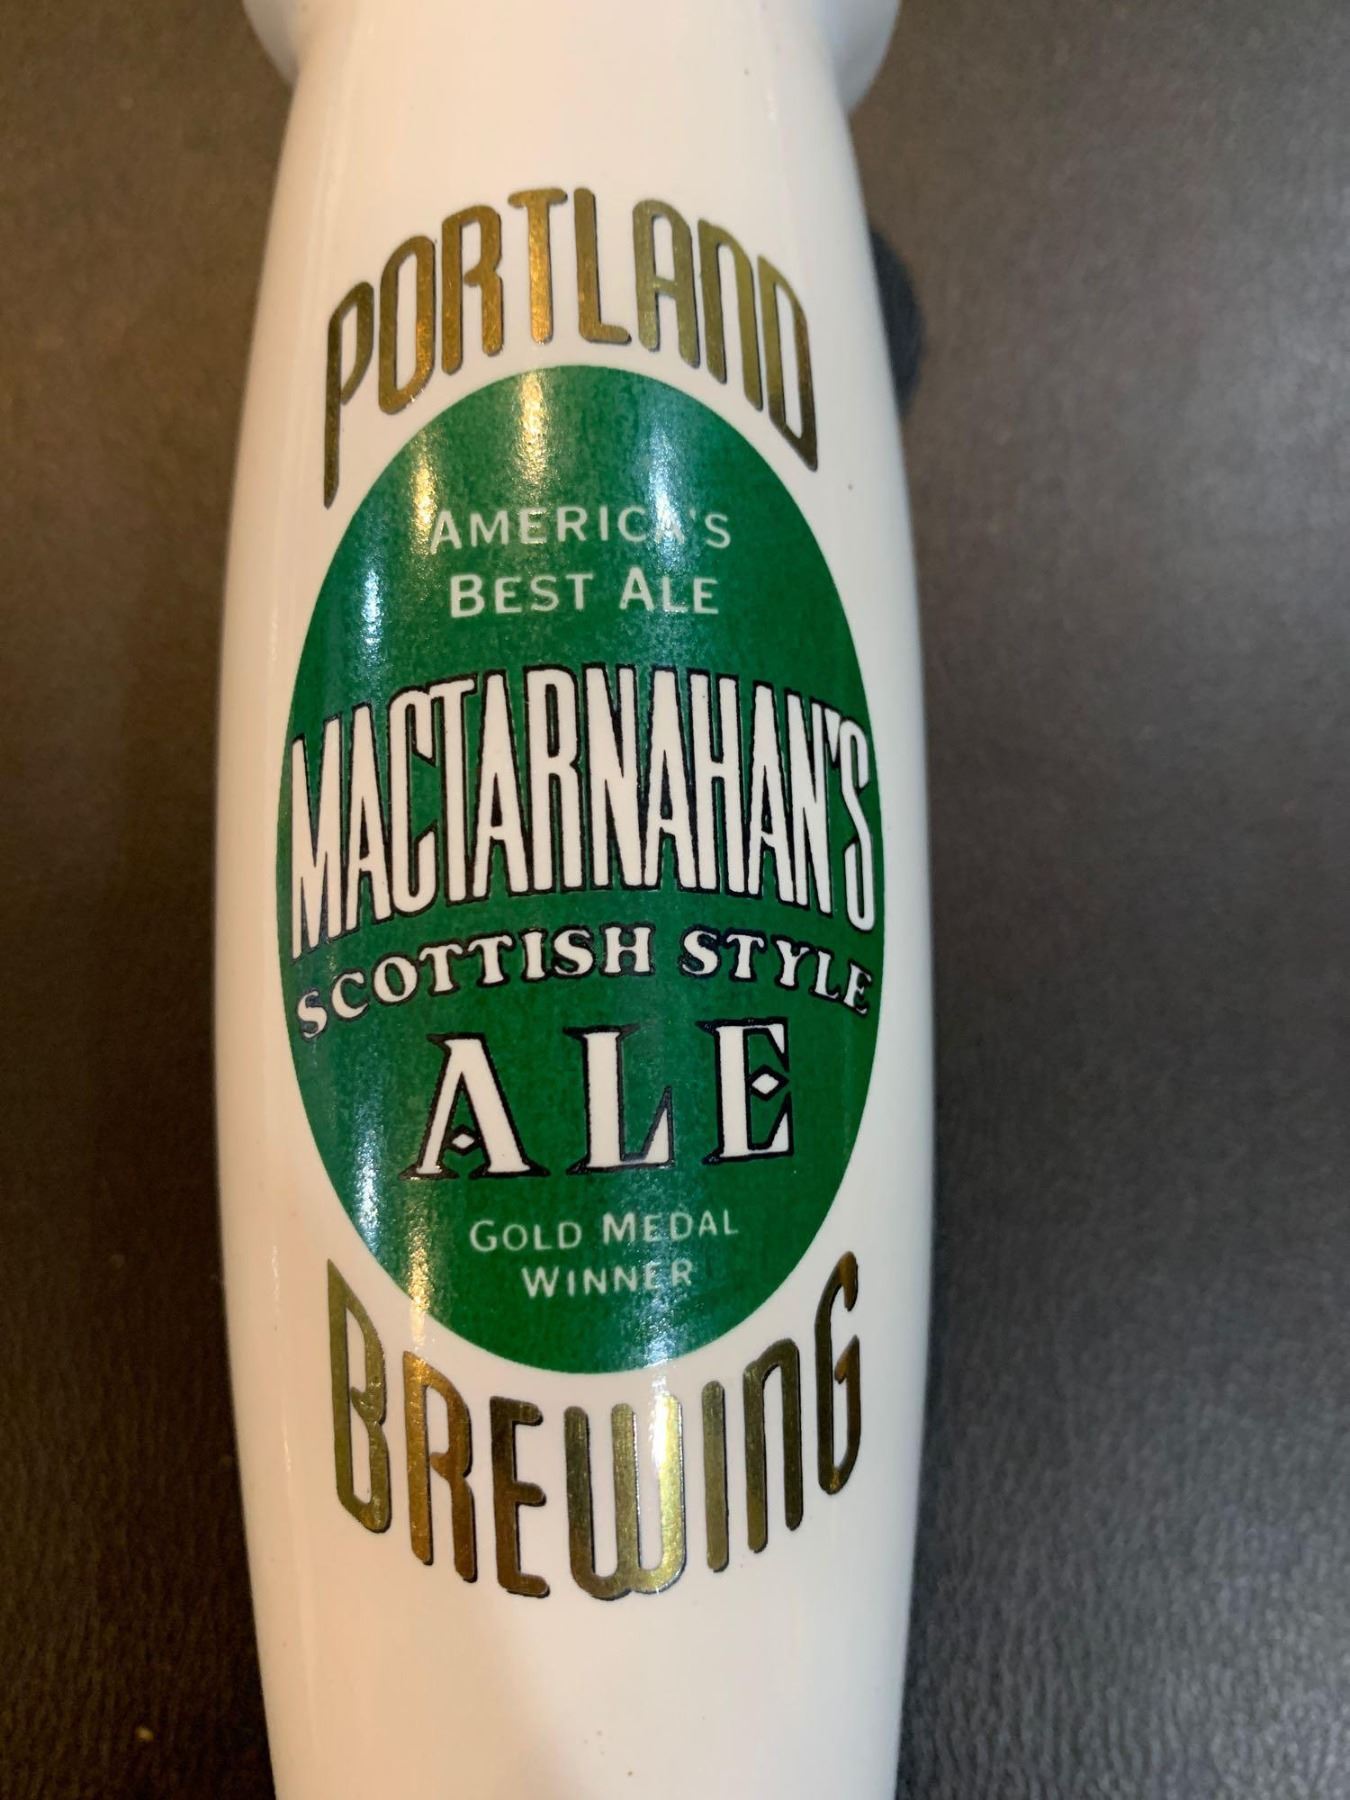 PORTLAND
AMERICA'S
BEST ALE
MACTARNAHAN'S
SCOTTISH STYLE
ALE
GOLD MEDAL
WINNER
BREWING